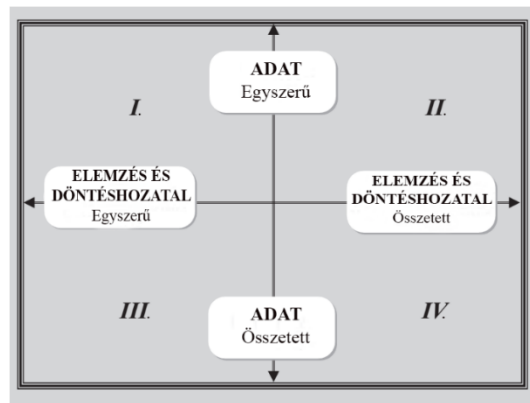 ADAT
Egyszerű
I.
II.
ELEMZÉS ÉS
DÖNTÉSHOZATAL
Egyszerű
ELEMZÉS ÉS
DÖNTÉSHOZATAL
Összetett
III.
ADAT
Összetett
IV.